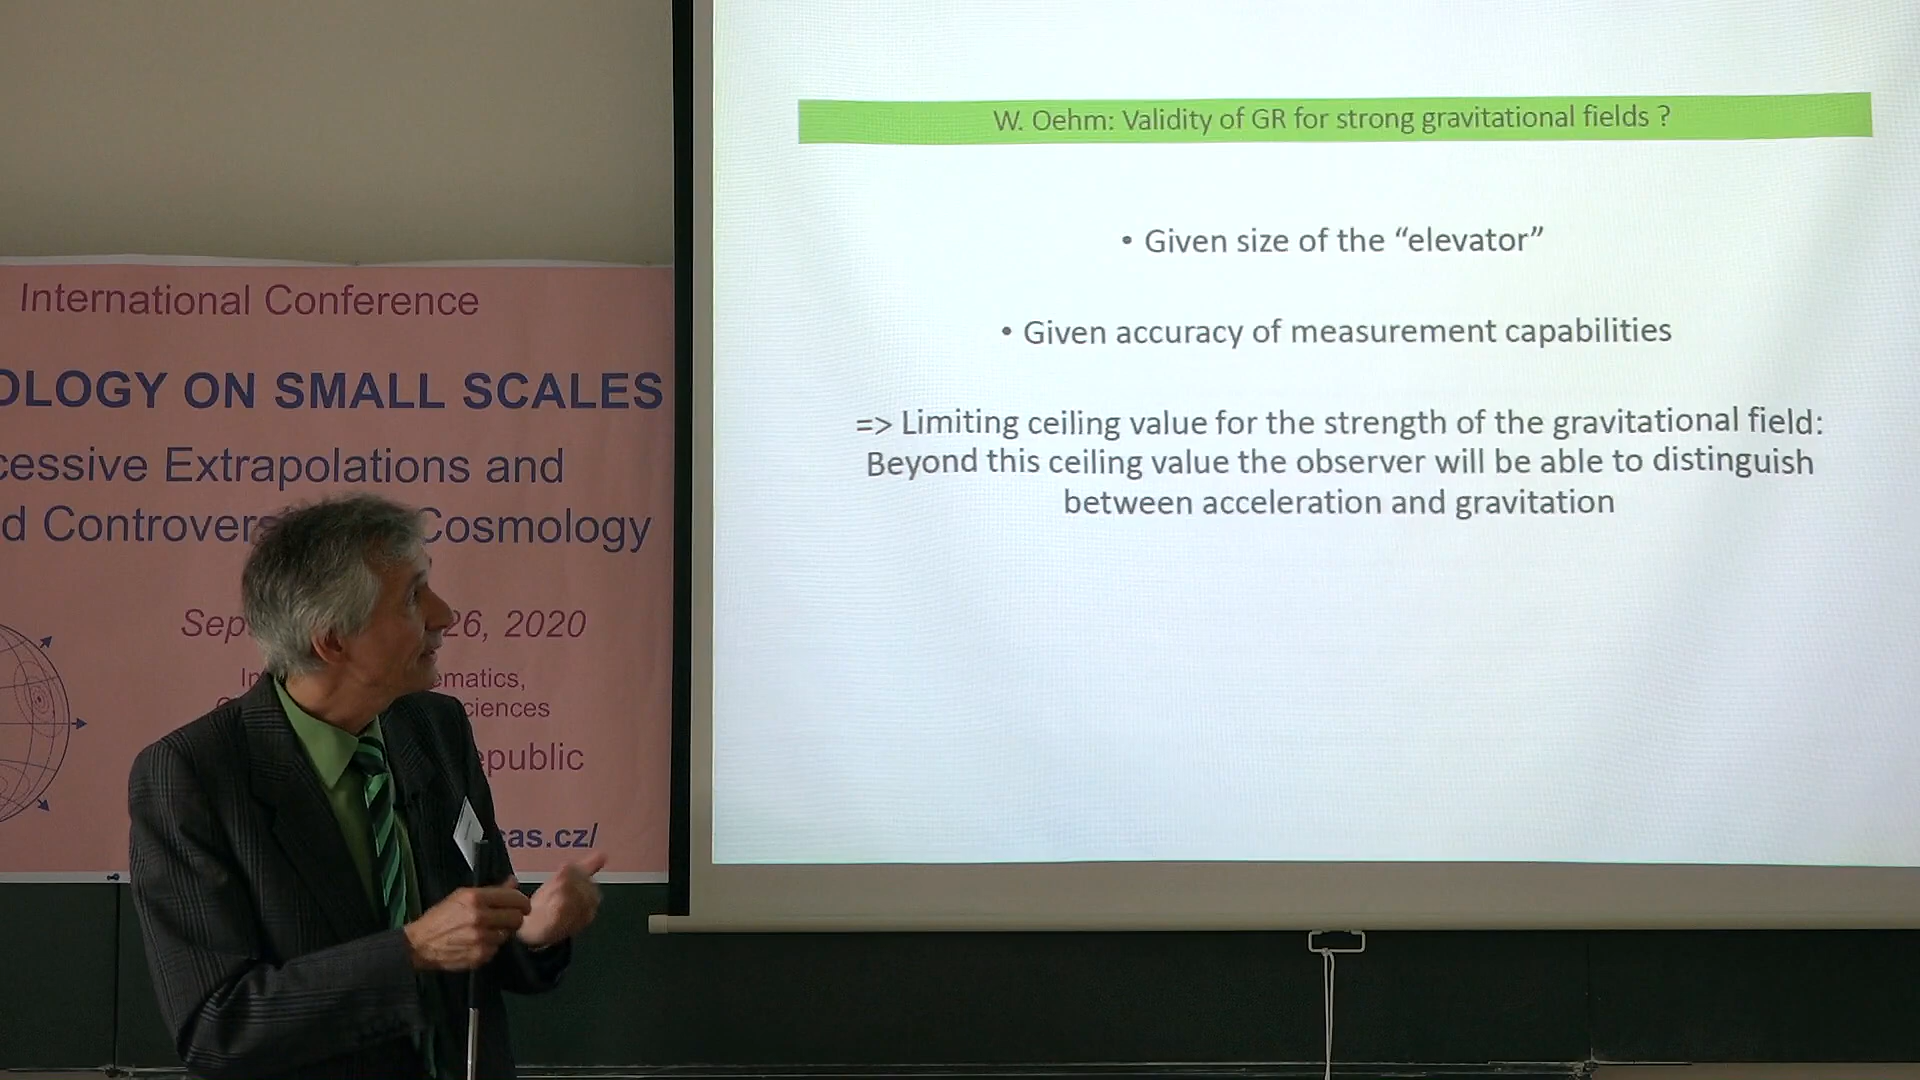 International Conference
OLOGY ON SMALL SCALES
cessive Extrapolations and
d Controver Cosmology
Sep 26, 2020
In ematics,
ciences
epublic
cas.cz/
W. Oehm: Validity of GR for strong gravitational fields ?
• Given size of the “elevator”
• Given accuracy of measurement capabilities
=> Limiting ceiling value for the strength of the gravitational field:
Beyond this ceiling value the observer will be able to distinguish
between acceleration and gravitation